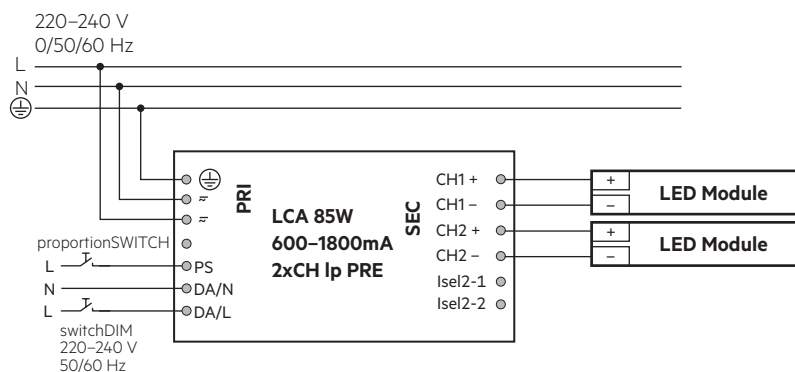 220–240 V
0/50/60 Hz
L
N
PRI
LCA 85W
600–1800mA
2xCH lp PRE
SEC
CH1 +
CH1 –
CH2 +
CH2 –
Isel2-1
Isel2-2
+
–
LED Module
+
–
LED Module
proportionSWITCH
L
PS
N
DA/N
L
DA/L
switchDIM
220–240 V
50/60 Hz